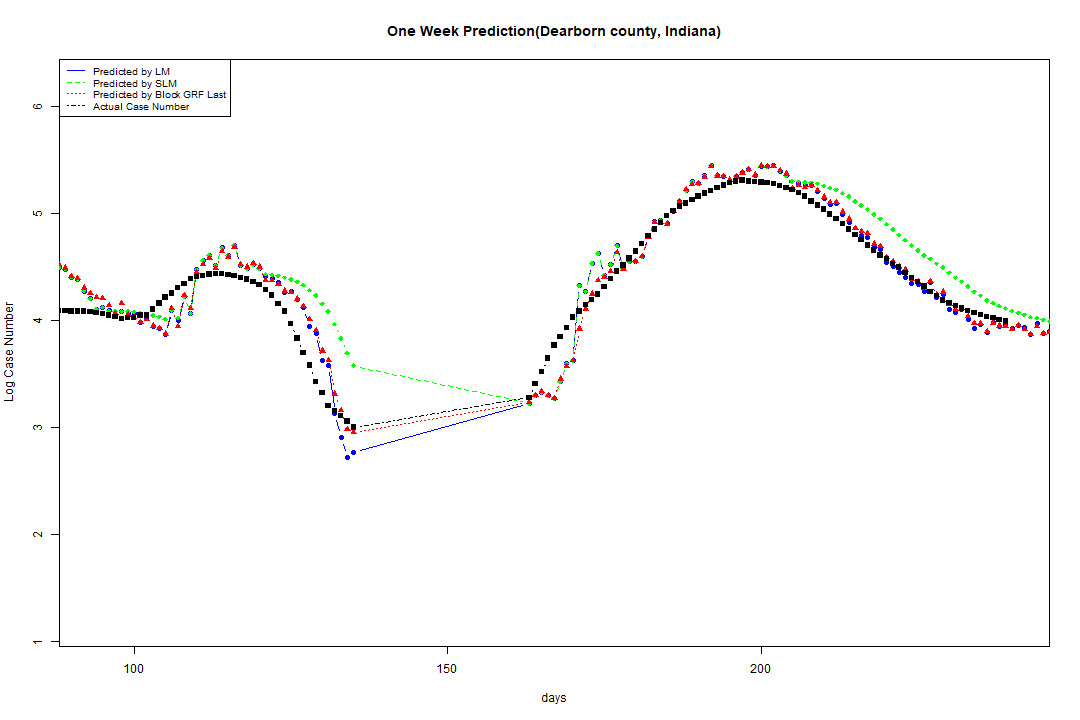 One Week Prediction(Dearborn county, Indiana)
Predicted by LM
Predicted by SLM
Predicted by Block GRF Last
Actual Case Number
6
5
4
3
2
1
Log Case Number
100 150 200
days